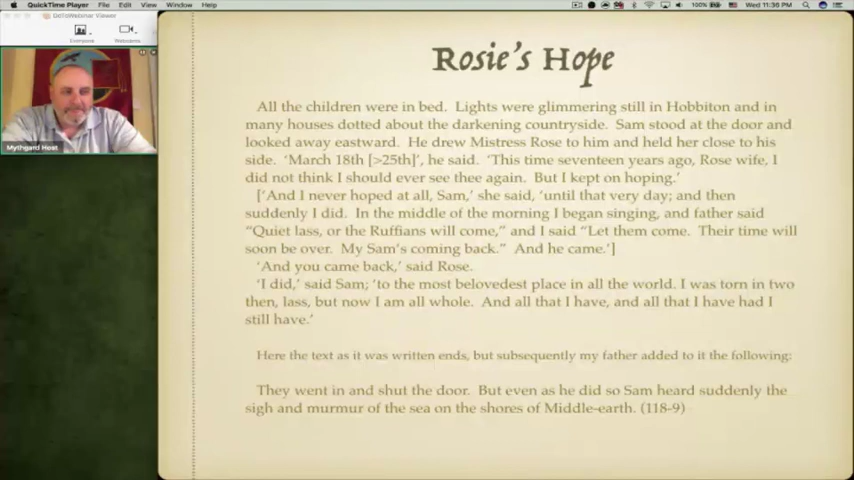 QuickTime Player File Edit View Window Help
100% Wed 11:36 PM
GoToWebinar Viewer
Everyone Webcams
Mythgard Host
Rosie's Hope
All the children were in bed. Lights were glimmering still in Hobbiton and in
many houses dotted about the darkening countryside. Sam stood at the door and
looked away eastward. He drew Mistress Rose to him and held her close to his
side. 'March 18th [>25th]', he said. 'This time seventeen years ago, Rose wife, I
did not think I should ever see thee again. But I kept on hoping.'
['And I never hoped at all, Sam,' she said, 'until that very day; and then
suddenly I did. In the middle of the morning I began singing, and father said
"Quiet lass, or the Ruffians will come," and I said "Let them come. Their time will
soon be over. My Sam's coming back." And he came.']
'And you came back,' said Rose.
'I did,' said Sam; 'to the most belovedest place in all the world. I was torn in two
then, lass, but now I am all whole. And all that I have, and all that I have had I
still have.'
Here the text as it was written ends, but subsequently my father added to it the following:
They went in and shut the door. But even as he did so Sam heard suddenly the
sigh and murmur of the sea on the shores of Middle-earth. (118-9)